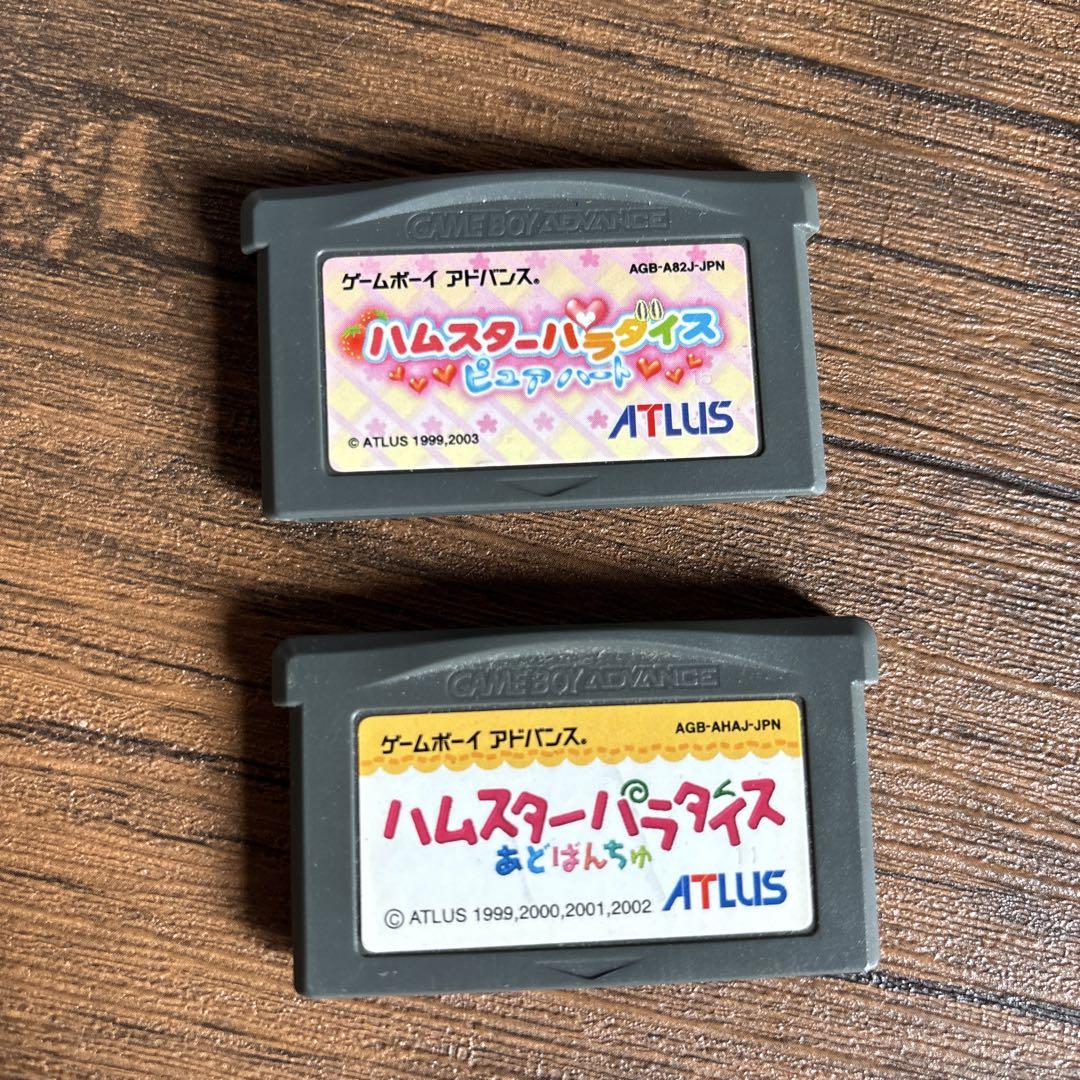 GAME BOY ADVANCE
ゲームボーイ アドバンス®
AGB-A82J-JPN
ハムスターパラダイス
ピュアハート
© ATLUS 1999,2003
ATLUS
GAME BOY ADVANCE
ゲームボーイ アドバンス®
AGB-AHAJ-JPN
ハムスターパラダイス
あどばんちゅ
© ATLUS 1999,2000,2001,2002
ATLUS